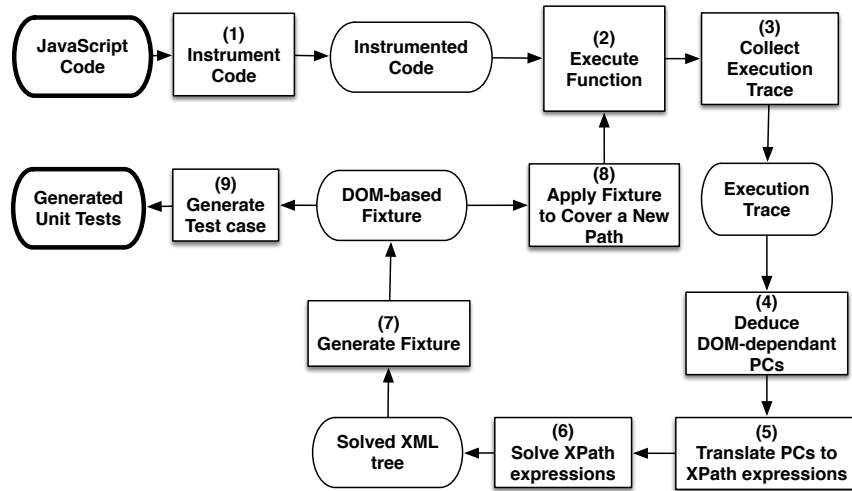 JavaScript
Code
(1)
Instrument
Code
Instrumented
Code
(2)
Execute
Function
(3)
Collect
Execution
Trace
Generated
Unit Tests
(9)
Generate
Test case
DOM-based
Fixture
(8)
Apply Fixture
to Cover a New
Path
Execution
Trace
(7)
Generate Fixture
(4)
Deduce
DOM-dependant
PCs
Solved XML
tree
(6)
Solve XPath
expressions
(5)
Translate PCs to
XPath expressions